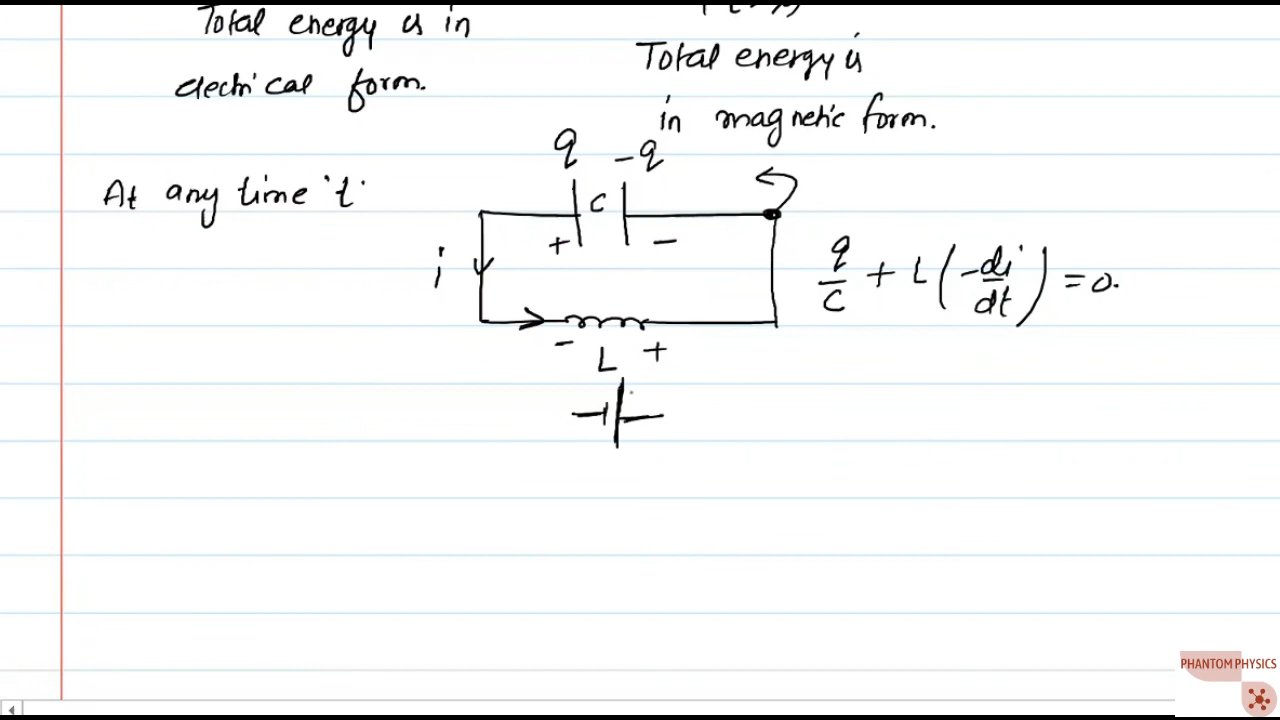 Total energy is in
electrical form.
Total energy is
in magnetic form.
At any time 't'
q -q
C
+ -
i
q/C + L(-di/dt) = 0.
- +
L
PHANTOM PHYSICS